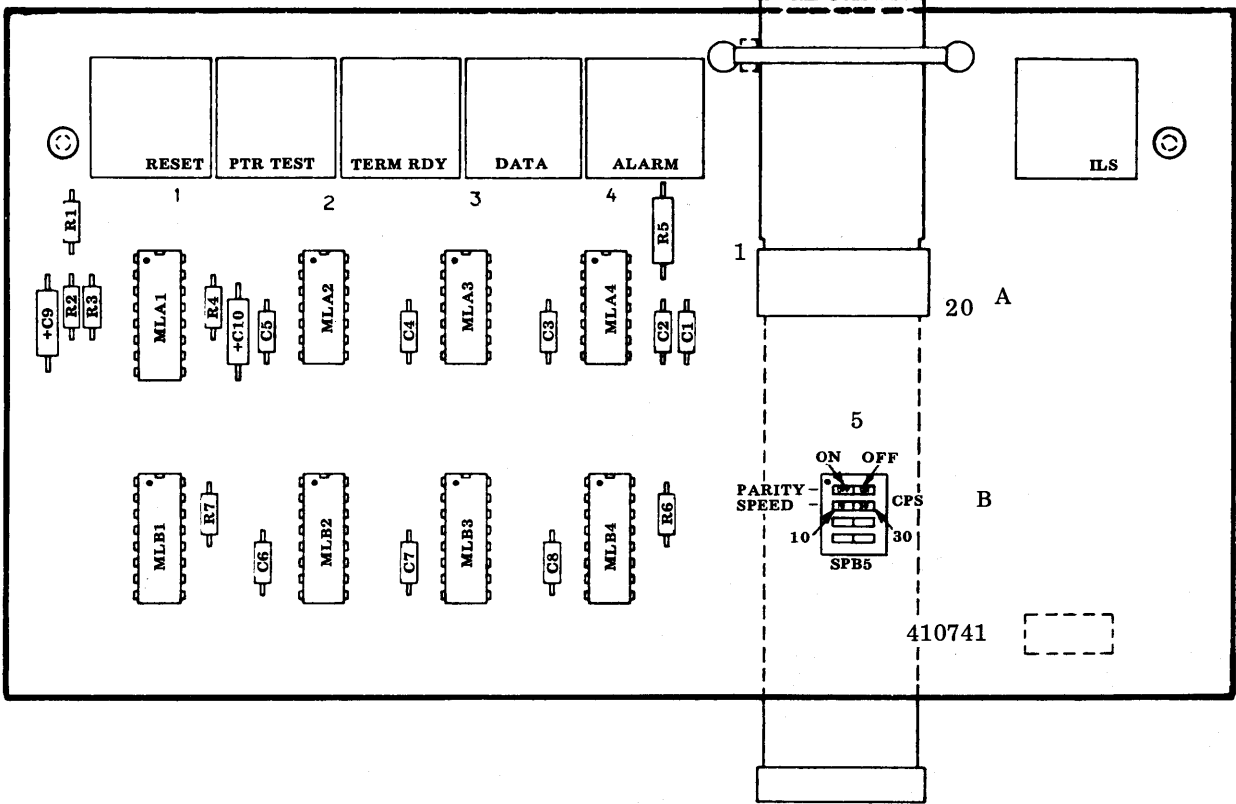 RESET PTR TEST TERM RDY DATA ALARM ILS
1 2 3 4
R1 R5
1
+C9 R2 R3 MLA1 R4 +C10 C5 MLA2 C4 MLA3 C3 MLA4 C2 C1
20 A
5
ON OFF
PARITY
SPEED CPS
10 30
SPB5
B
MLB1 R7 C6 MLB2 C7 MLB3 C8 MLB4 R6
410741